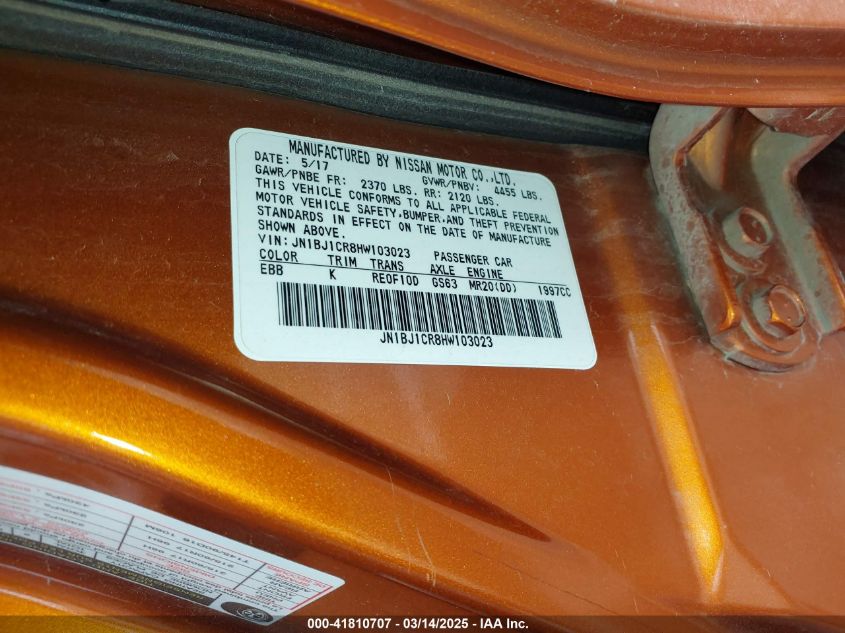 MANUFACTURED BY NISSAN MOTOR CO.,LTD.
DATE: 5/17 GVWR/PNBV: 4455 LBS.
GAWR/PNBE FR: 2370 LBS. RR: 2120 LBS.
THIS VEHICLE CONFORMS TO ALL APPLICABLE FEDERAL
MOTOR VEHICLE SAFETY,BUMPER,AND THEFT PREVENTION
STANDARDS IN EFFECT ON THE DATE OF MANUFACTURE
SHOWN ABOVE.
VIN: JN1BJ1CR8HW103023 PASSENGER CAR
COLOR TRIM TRANS AXLE ENGINE
EBB K RE0F10D GS63 MR20(DD) 1997CC
JN1BJ1CR8HW103023
000-41810707 - 03/14/2025 - IAA Inc.